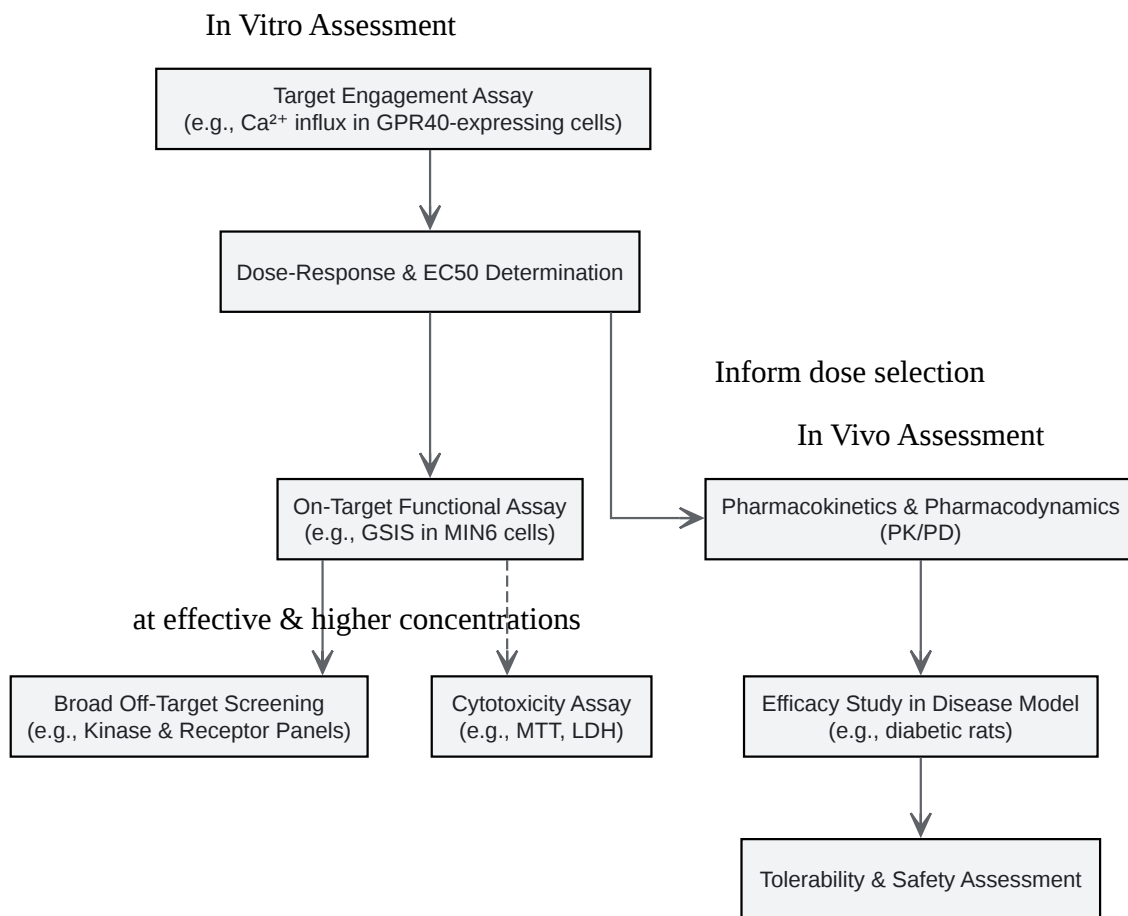 In Vitro Assessment
Target Engagement Assay
(e.g., Ca²⁺ influx in GPR40-expressing cells)
Dose-Response & EC50 Determination
Inform dose selection
In Vivo Assessment
On-Target Functional Assay
(e.g., GSIS in MIN6 cells)
Pharmacokinetics & Pharmacodynamics
(PK/PD)
at effective & higher concentrations
Broad Off-Target Screening
(e.g., Kinase & Receptor Panels)
Cytotoxicity Assay
(e.g., MTT, LDH)
Efficacy Study in Disease Model
(e.g., diabetic rats)
Tolerability & Safety Assessment